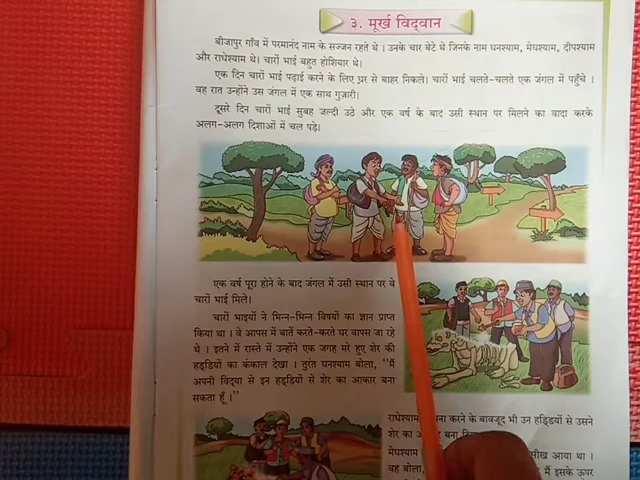 ३. मूर्ख विद्वान
बीजापुर गाँव में परमानंद नाम के सज्जन रहते थे । उनके चार बेटे थे जिनके नाम घनश्याम, मेघश्याम, दीपश्याम
और राधेश्याम थे। चारों भाई बहुत होशियार थे।
एक दिन चारों भाई पढ़ाई करने के लिए घर से बाहर निकले। चारों भाई चलते-चलते एक जंगल में पहुँचे ।
वह रात उन्होंने उस जंगल में एक साथ गुज़ारी।
दूसरे दिन चारों भाई सुबह जल्दी उठे और एक वर्ष के बाद उसी स्थान पर मिलने का वादा करके
अलग-अलग दिशाओं में चल पड़े।
एक वर्ष पूरा होने के बाद जंगल में उसी स्थान पर वे
चारों भाई मिले।
चारों भाइयों ने भिन्न-भिन्न विषयों का ज्ञान प्राप्त
किया था । वे आपस में बातें करते-करते घर वापस जा रहे
थे । इतने में रास्ते में उन्होंने एक जगह मरे हुए शेर की
हड्डियों का कंकाल देखा । तुरंत घनश्याम बोला, "मैं
अपनी विद्या से इन हड्डियों से शेर का आकार बना
सकता हूँ ।"
राधेश्याम करने के बावजूद भी उन हड्डियों से उसने
शेर का बना
मेघश्याम सीख आया था ।
वह बोला, मैं इसके ऊपर